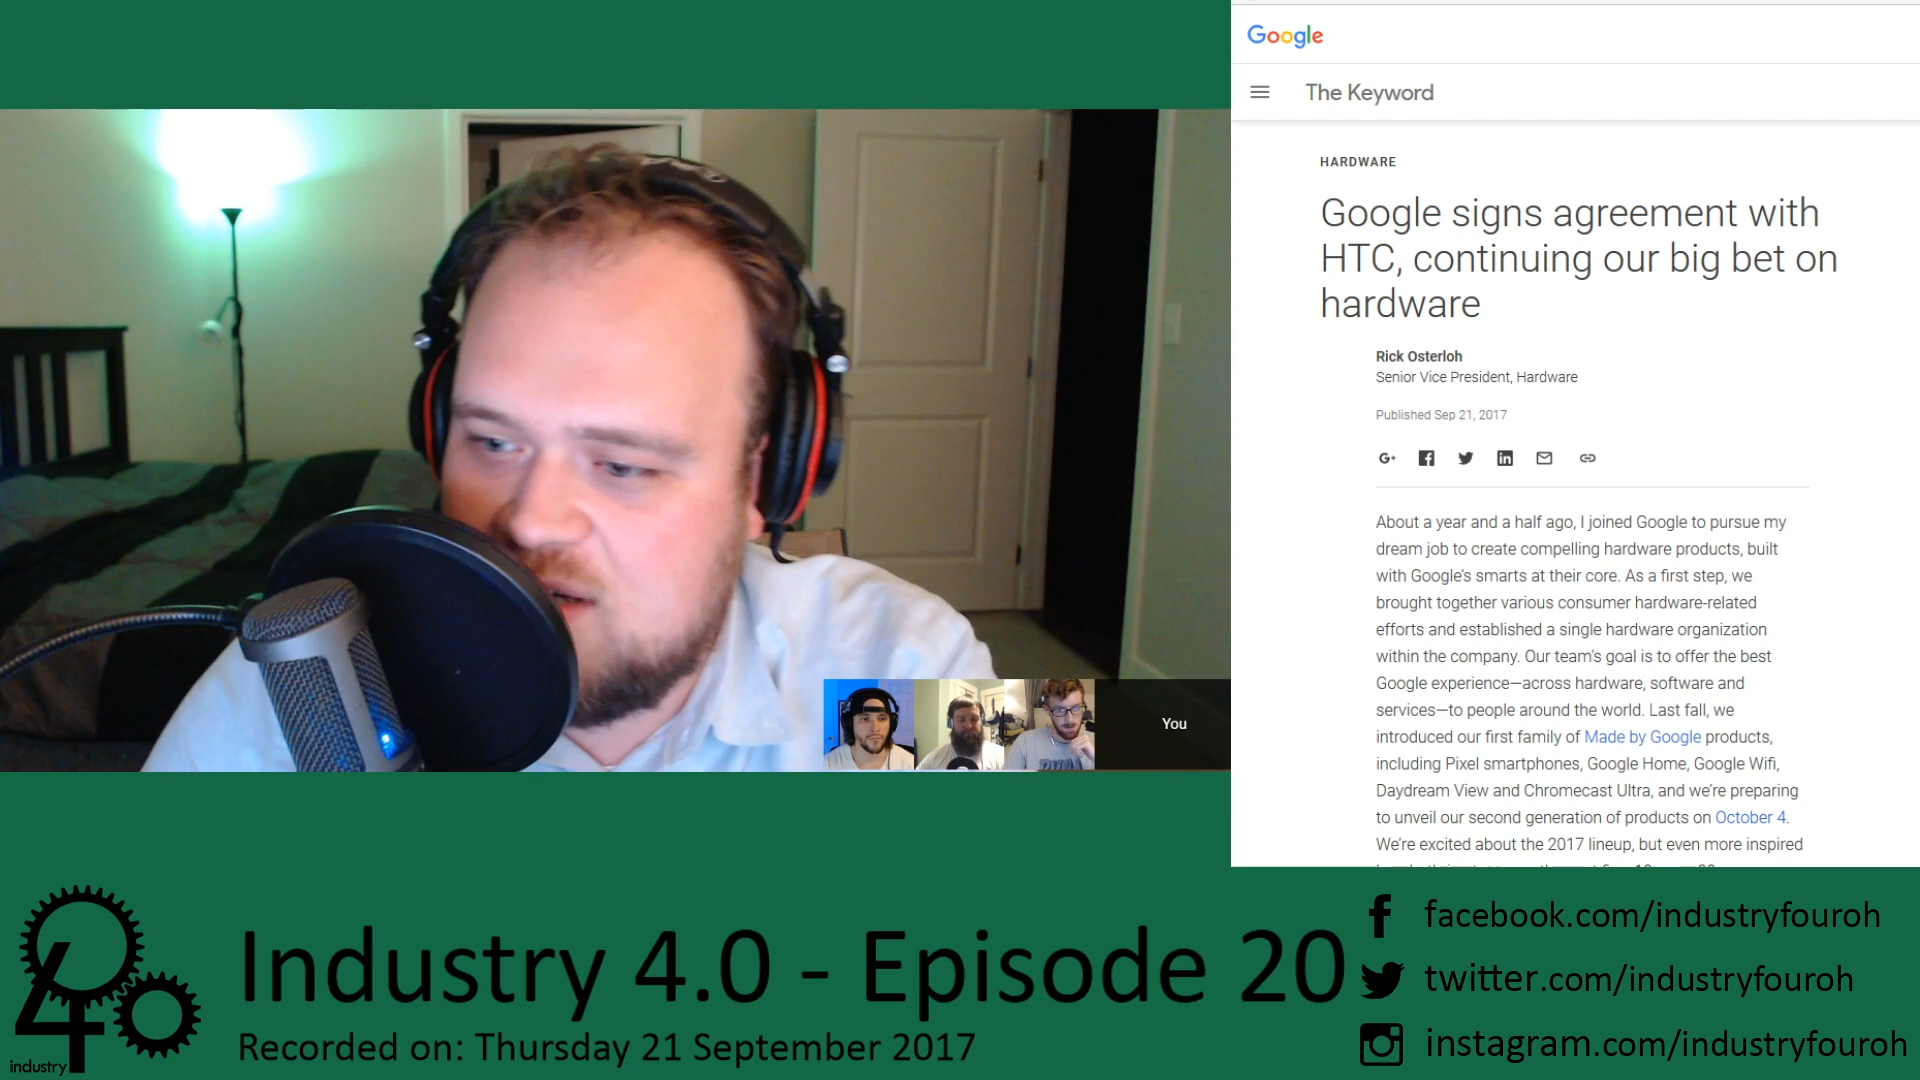 Google
The Keyword
HARDWARE
Google signs agreement with
HTC, continuing our big bet on
hardware
Rick Osterloh
Senior Vice President, Hardware
Published Sep 21, 2017
G+
in
About a year and a half ago, I joined Google to pursue my
dream job to create compelling hardware products, built
with Google's smarts at their core. As a first step, we
brought together various consumer hardware-related
efforts and established a single hardware organization
within the company. Our team's goal is to offer the best
Google experience—across hardware, software and
services—to people around the world. Last fall, we
introduced our first family of Made by Google products,
including Pixel smartphones, Google Home, Google Wifi,
Daydream View and Chromecast Ultra, and we're preparing
to unveil our second generation of products on October 4.
We're excited about the 2017 lineup, but even more inspired
You
4.0
industry
Industry 4.0 - Episode 20
Recorded on: Thursday 21 September 2017
facebook.com/industryfouroh
twitter.com/industryfouroh
instagram.com/industryfouroh